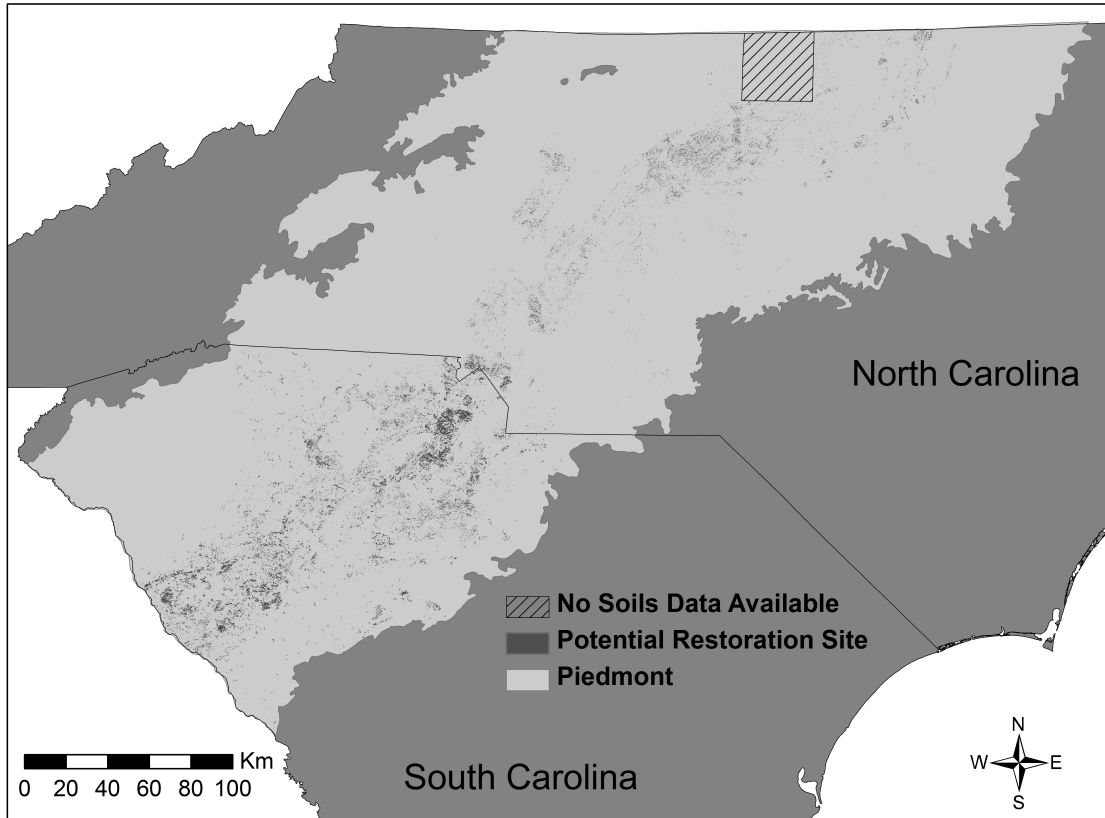 North Carolina
No Soils Data Available
Potential Restoration Site
Piedmont
Km
0 20 40 60 80 100
South Carolina
N
W E
S